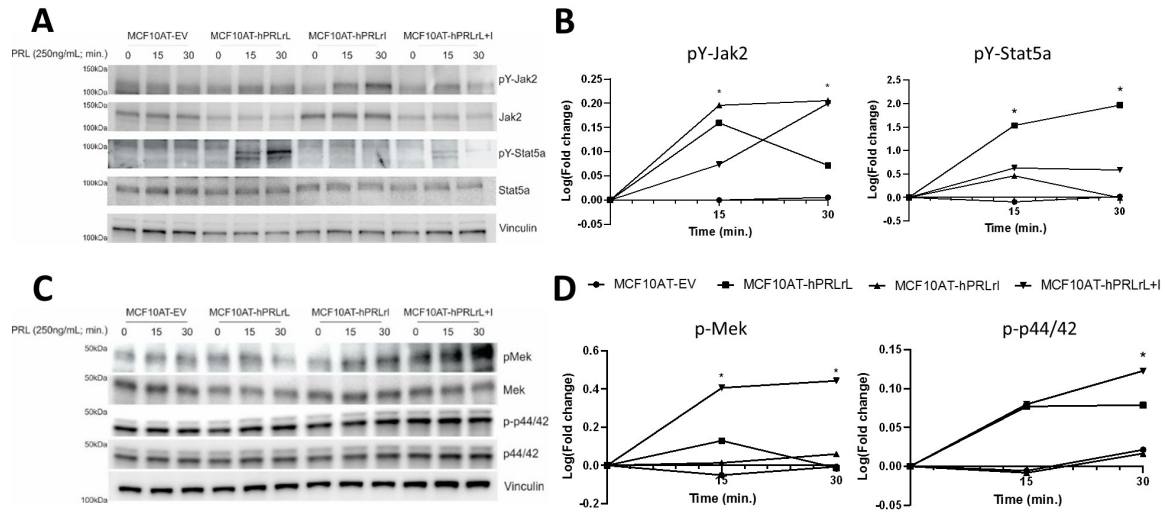 A
MCF10AT-EV MCF10AT-hPRLrL MCF10AT-hPRLrI MCF10AT-hPRLrL+I
PRL (250ng/mL; min.) 0 15 30 0 15 30 0 15 30 0 15 30
150kDa
pY-Jak2
100kDa
150kDa
Jak2
100kDa
100kDa
pY-Stat5a
100kDa
Stat5a
Vinculin
100kDa
B
pY-Jak2
Log(Fold change)
0.25
0.20
0.15
0.10
0.05
0.00
-0.05
* *
15 30
Time (min.)
pY-Stat5a
Log(Fold change)
2.5
2.0
1.5
1.0
0.5
0.0
-0.5
* *
15 30
Time (min.)
C
MCF10AT-EV MCF10AT-hPRLrL MCF10AT-hPRLrI MCF10AT-hPRLrL+I
PRL (250ng/mL; min.) 0 15 30 0 15 30 0 15 30 0 15 30
50kDa
pMek
50kDa
Mek
50kDa
p-p44/42
50kDa
p44/42
Vinculin
100kDa
D
MCF10AT-EV MCF10AT-hPRLrL MCF10AT-hPRLrI MCF10AT-hPRLrL+I
p-Mek
Log(Fold change)
0.6
0.4
0.2
0.0
-0.2
* *
15 30
Time (min.)
p-p44/42
Log(Fold change)
0.15
0.10
0.05
0.00
-0.05
*
15 30
Time (min.)